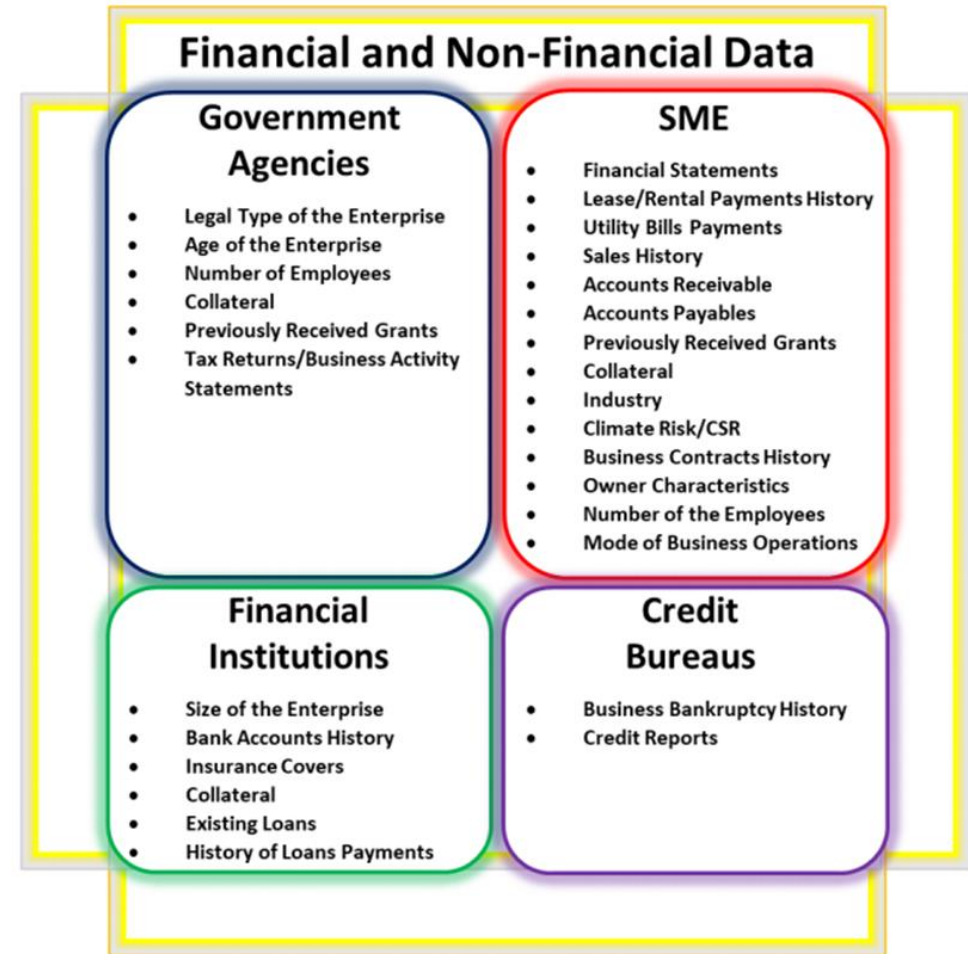 Financial and Non-Financial Data
Government
Agencies
• Legal Type of the Enterprise
• Age of the Enterprise
• Number of Employees
• Collateral
• Previously Received Grants
• Tax Returns/Business Activity
Statements
SME
• Financial Statements
• Lease/Rental Payments History
• Utility Bills Payments
• Sales History
• Accounts Receivable
• Accounts Payables
• Previously Received Grants
• Collateral
• Industry
• Climate Risk/CSR
• Business Contracts History
• Owner Characteristics
• Number of the Employees
• Mode of Business Operations
Financial
Institutions
• Size of the Enterprise
• Bank Accounts History
• Insurance Covers
• Collateral
• Existing Loans
• History of Loans Payments
Credit
Bureaus
• Business Bankruptcy History
• Credit Reports